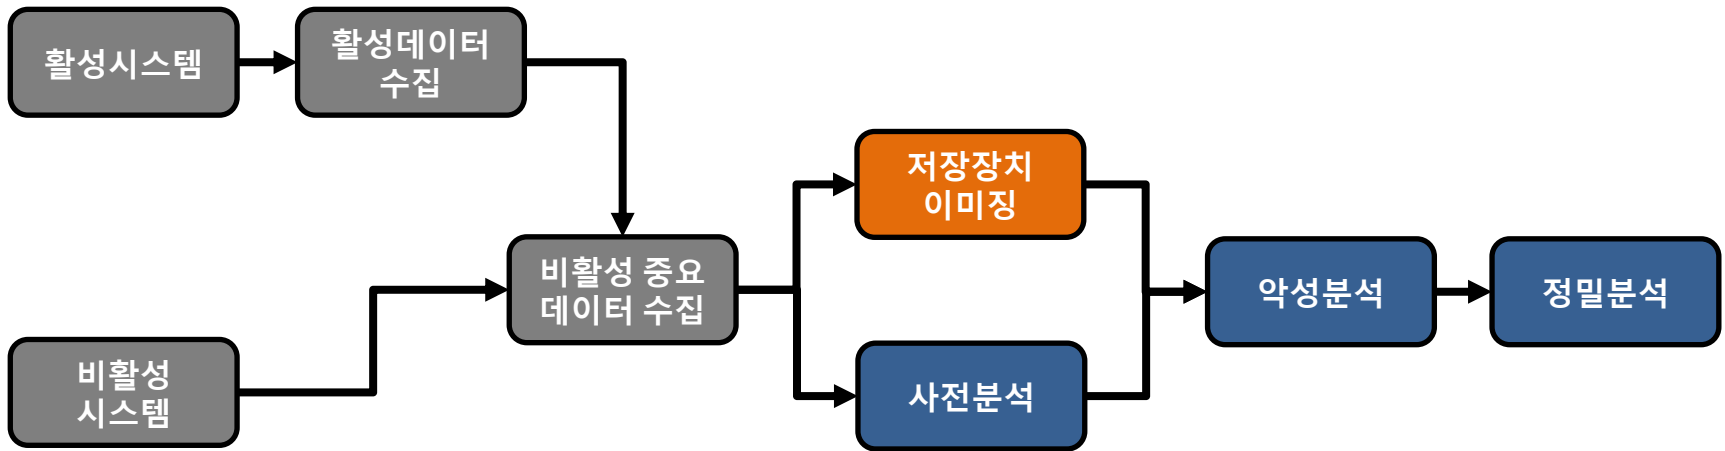 활성시스템
활성데이터
수집
저장장치
이미징
비활성 중요
데이터 수집
악성분석
정밀분석
비활성
시스템
사전분석